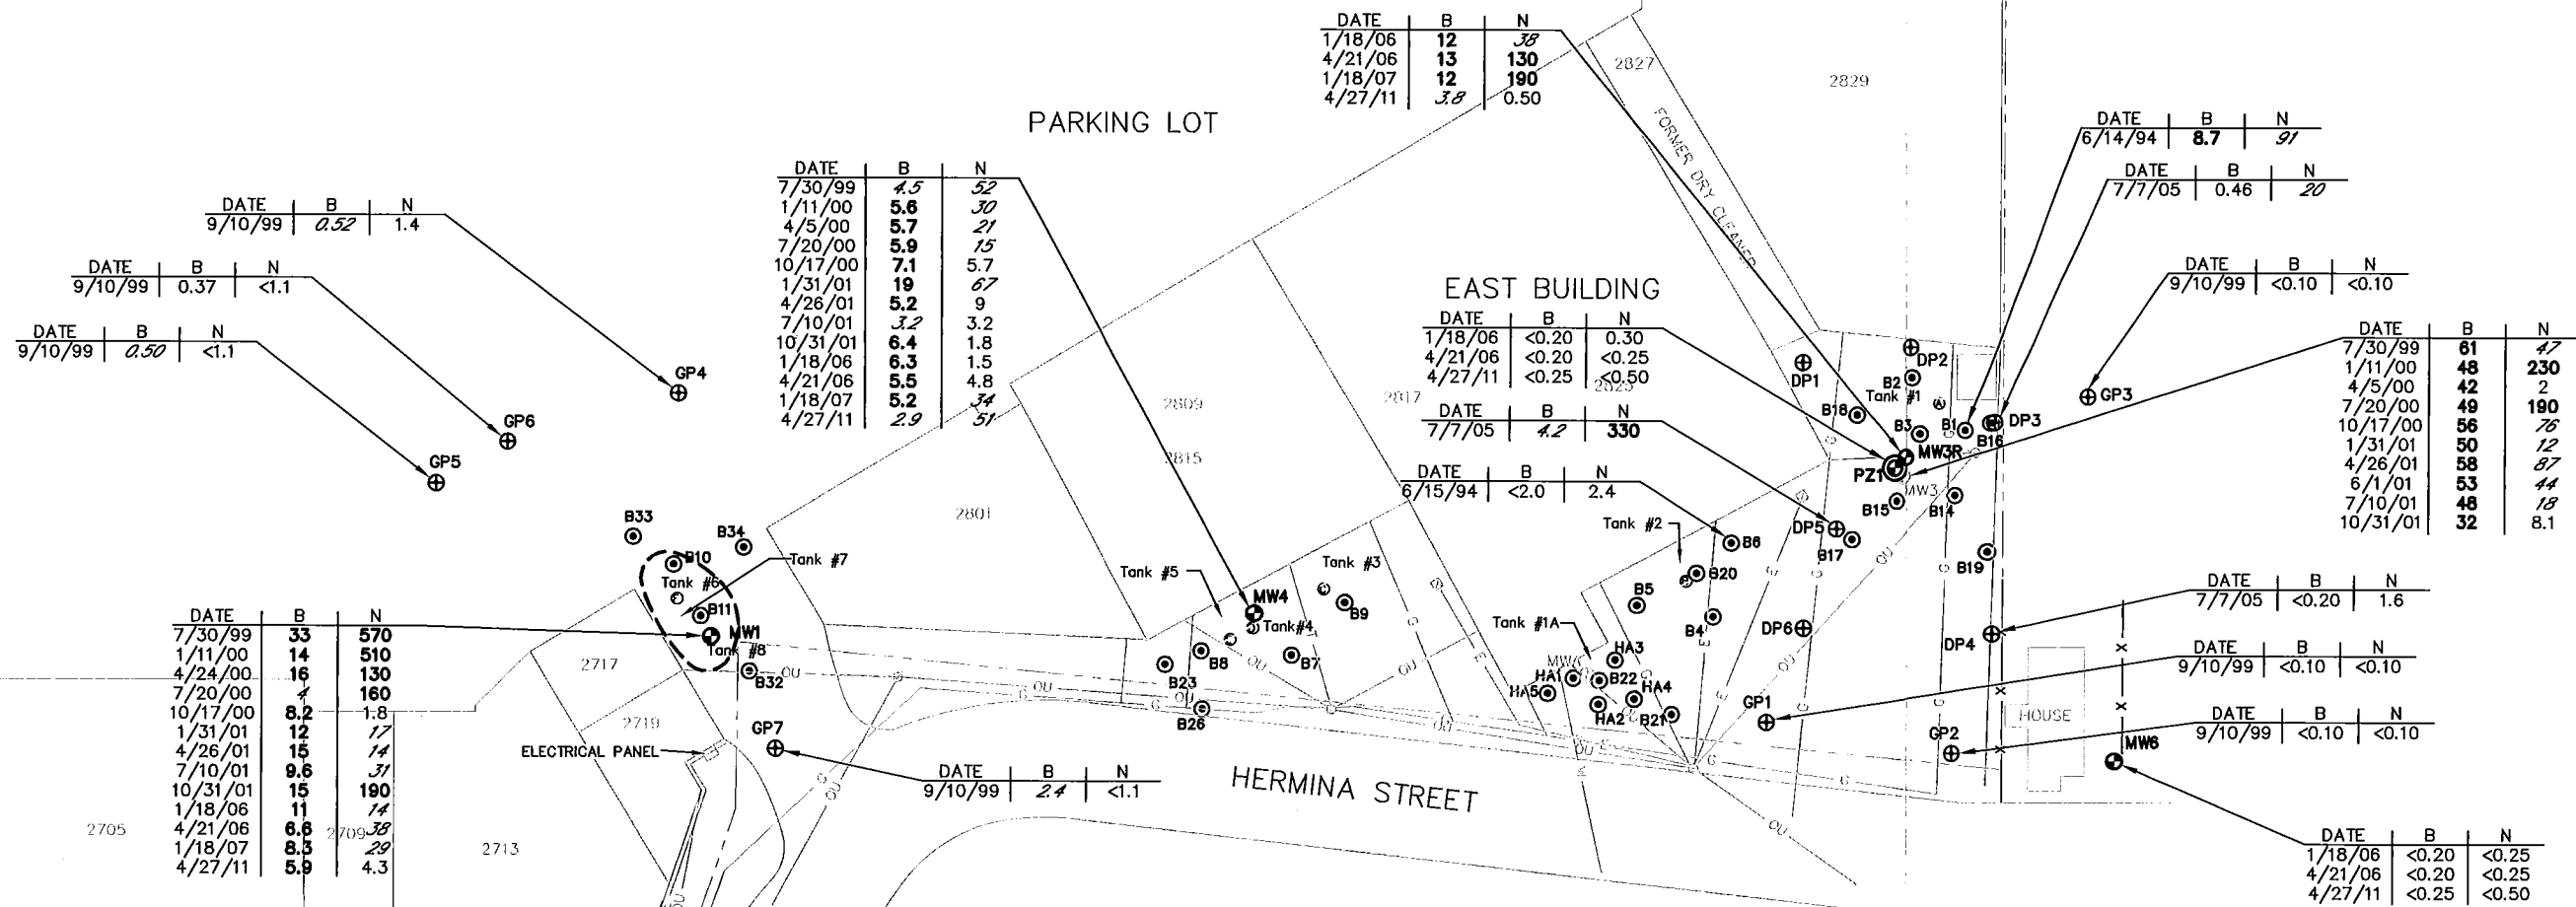 DATE B N
1/18/06 12 38
4/21/06 13 130
1/18/07 12 190
4/27/11 3.8 0.50
2827
2829
PARKING LOT
FORMER DRY CLEANER
DATE B N
6/14/94 8.7 91
DATE B N
7/7/05 0.46 20
DATE B N
7/30/99 4.5 52
1/11/00 5.6 30
4/5/00 5.7 21
7/20/00 5.9 15
10/17/00 7.1 5.7
1/31/01 19 67
4/26/01 5.2 9
7/10/01 3.2 3.2
10/31/01 6.4 1.8
1/18/06 6.3 1.5
4/21/06 5.5 4.8
1/18/07 5.2 34
4/27/11 2.9 51
DATE B N
9/10/99 0.52 1.4
DATE B N
9/10/99 0.37 <1.1
DATE B N
9/10/99 0.50 <1.1
EAST BUILDING
DATE B N
9/10/99 <0.10 <0.10
DATE B N
1/18/06 <0.20 0.30
4/21/06 <0.20 <0.25
4/27/11 <0.25 <0.50
DATE B N
7/30/99 61 47
1/11/00 48 230
4/5/00 42 2
7/20/00 49 190
10/17/00 56 76
1/31/01 50 12
4/26/01 58 87
6/1/01 53 44
7/10/01 48 18
10/31/01 32 8.1
DATE B N
7/7/05 4.2 330
DATE B N
6/15/94 <2.0 2.4
GP4
GP6
GP5
DP1
DP2
B2
Tank #1
B18
B3
B1
B16
DP3
GP3
MW3R
PZ1
MW3
B15
B14
2809
2817
2815
2801
B33
B34
B10
Tank #7
Tank #6
B11
MW1
Tank #8
B32
Tank #5
MW4
Tank #4
Tank #3
B9
B8
B7
B23
B26
Tank #2
B6
DP5
B17
B20
B5
B4
DP6
Tank #1A
HA3
HA1
HA5
B22
HA2
HA4
B21
B19
DP4
GP1
GP2
HOUSE
MW6
DATE B N
7/7/05 <0.20 1.6
DATE B N
9/10/99 <0.10 <0.10
DATE B N
9/10/99 <0.10 <0.10
DATE B N
7/30/99 33 570
1/11/00 14 510
4/24/00 16 130
7/20/00 4 160
10/17/00 8.2 1.8
1/31/01 12 17
4/26/01 15 14
7/10/01 9.6 31
10/31/01 15 190
1/18/06 11 14
4/21/06 6.6 38
1/18/07 8.3 29
4/27/11 5.9 4.3
2717
2719
ELECTRICAL PANEL
GP7
DATE B N
9/10/99 2.4 <1.1
HERMINA STREET
2705
2709
2713
DATE B N
1/18/06 <0.20 <0.25
4/21/06 <0.20 <0.25
4/27/11 <0.25 <0.50